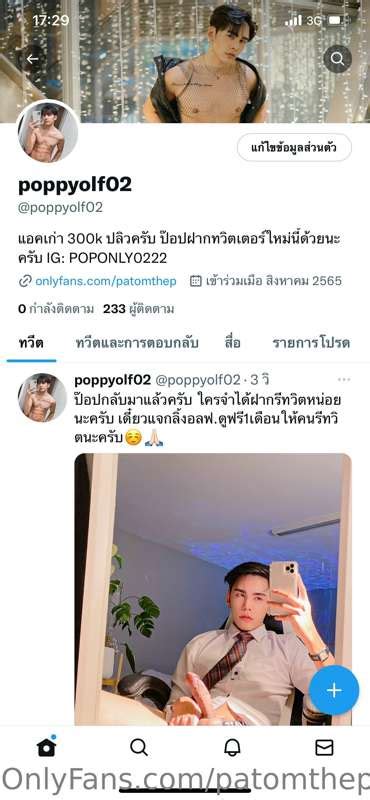 17:29
3G
แก้ไขข้อมูลส่วนตัว
poppyolf02
@poppyolf02
แอคเก่า 300k ปลิวครับ ป๊อปฝากทวิตเตอร์ใหม่นี้ด้วยนะ
ครับ IG: POPONLY0222
onlyfans.com/patomthep เข้าร่วมเมื่อ สิงหาคม 2565
0 กำลังติดตาม 233 ผู้ติดตาม
ทวีต ทวีตและการตอบกลับ สื่อ รายการโปรด
poppyolf02 @poppyolf02 · 3 วิ
ป๊อปกลับมาแล้วครับ ใครจำได้ฝากรีทวิตหน่อย
นะครับ เดี๋ยวแจกลิ้งอลฟ.ดูฟรี1เดือนให้คนรีทวิ
ตนะครับ☺️🙏🏻
OnlyFans.com/patomthep